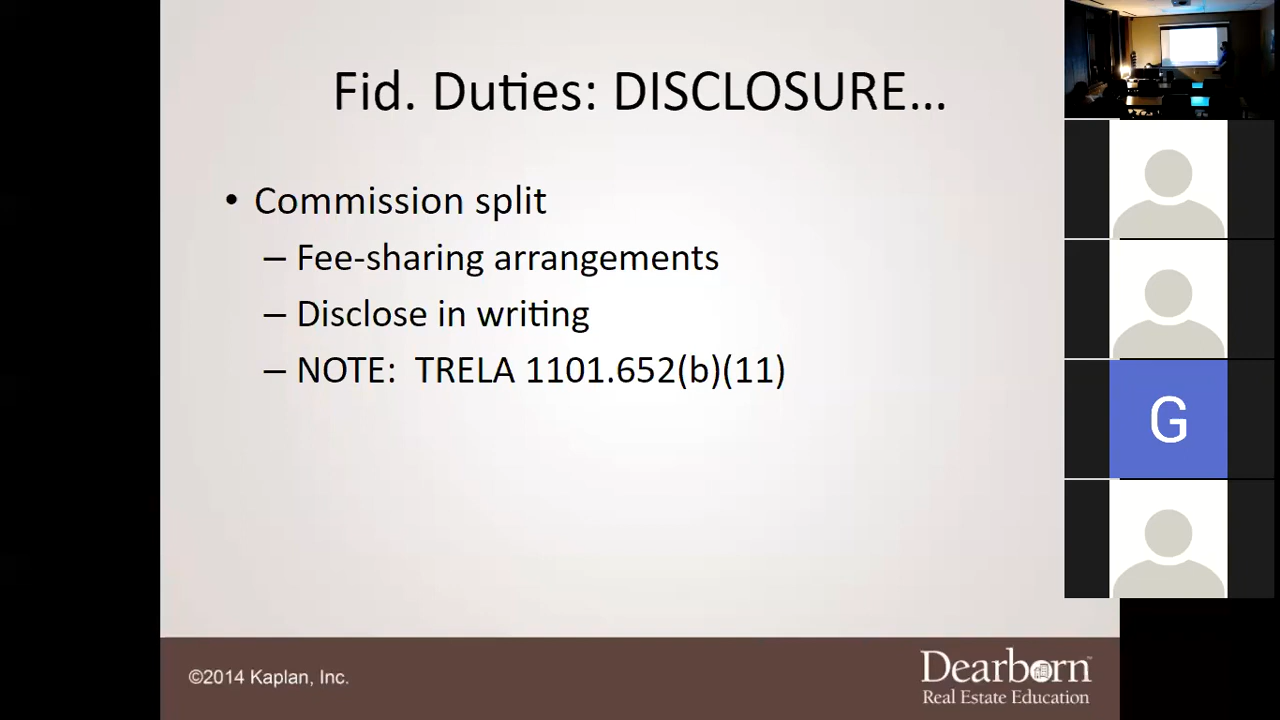 Fid. Duties: DISCLOSURE...
• Commission split
– Fee-sharing arrangements
– Disclose in writing
– NOTE: TRELA 1101.652(b)(11)
G
©2014 Kaplan, Inc.
Dearborn™
Real Estate Education